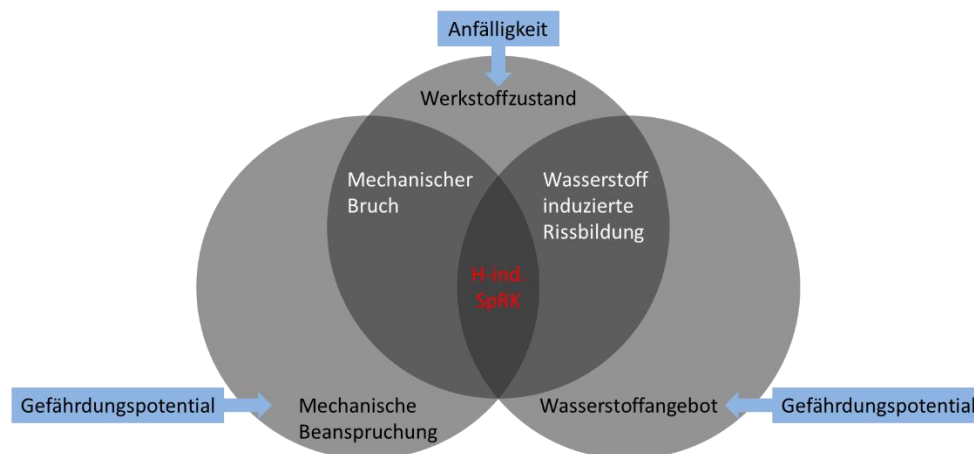 Anfälligkeit
Werkstoffzustand
Mechanischer
Bruch
Wasserstoff
induzierte
Rissbildung
H-ind.
SpRK
Gefährdungspotential
Mechanische
Beanspruchung
Wasserstoffangebot
Gefährdungspotential